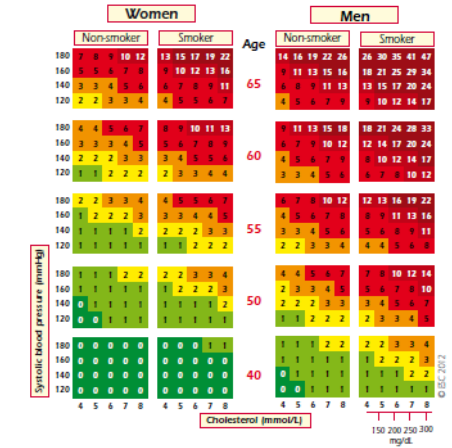 Women
Men
Non-smoker Smoker Age Non-smoker Smoker
180 7 8 9 10 12 13 15 17 19 22 14 16 19 22 26 26 30 35 41 47
160 5 5 6 7 8 9 10 12 13 16 9 11 13 15 16 18 21 25 29 34
140 3 3 4 5 6 6 7 8 9 11 65 6 8 9 11 13 13 15 17 20 24
120 2 2 3 3 4 4 5 5 6 7 4 5 6 7 9 9 10 12 14 17
180 4 4 5 6 7 8 9 10 11 13 9 11 13 15 18 18 21 24 28 33
160 3 3 3 4 5 5 6 7 8 9 6 7 9 10 12 12 14 17 20 24
140 2 2 2 3 3 3 4 5 5 6 60 4 5 6 7 9 8 10 12 14 17
120 1 1 2 2 2 2 3 3 3 4 3 3 4 5 6 6 7 8 10 12
180 2 2 3 3 4 4 5 5 6 7 6 7 8 10 12 12 13 16 19 22
160 1 2 2 2 3 3 3 4 4 5 4 5 6 7 8 8 9 11 13 16
140 1 1 1 1 2 2 2 2 3 3 55 3 3 4 5 6 5 6 8 9 11
120 1 1 1 1 1 1 1 2 2 2 2 2 3 3 4 4 4 5 6 8
180 1 1 1 2 2 2 2 3 3 4 4 4 5 6 7 7 8 10 12 14
160 1 1 1 1 1 1 2 2 2 3 2 3 3 4 5 5 6 7 8 10
140 0 1 1 1 1 1 1 1 1 2 50 2 2 2 3 3 3 4 5 6 7
120 0 0 1 1 1 1 1 1 1 1 1 1 2 2 2 2 3 3 4 5
180 0 0 0 0 0 0 0 0 1 1 1 1 1 2 2 2 2 3 3 4
160 0 0 0 0 0 0 0 0 0 0 1 1 1 1 1 1 2 2 2 3
140 0 0 0 0 0 0 0 0 0 0 40 0 1 1 1 1 1 1 1 2 2
120 0 0 0 0 0 0 0 0 0 0 0 0 1 1 1 1 1 1 1 1
4 5 6 7 8 4 5 6 7 8 4 5 6 7 8 4 5 6 7 8
Systolic blood pressure (mmHg)
Cholesterol (mmol/L)
150 200 250 300
mg/dL
© ESC 2012